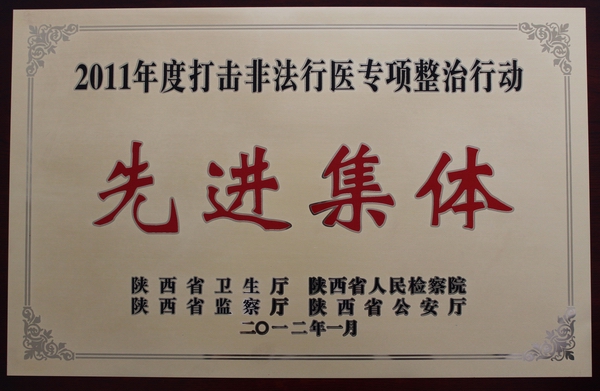 2011年度打击非法行医专项整治行动
先进集体
陕西省卫生厅 陕西省人民检察院
陕西省监察厅 陕西省公安厅
二〇一二年一月